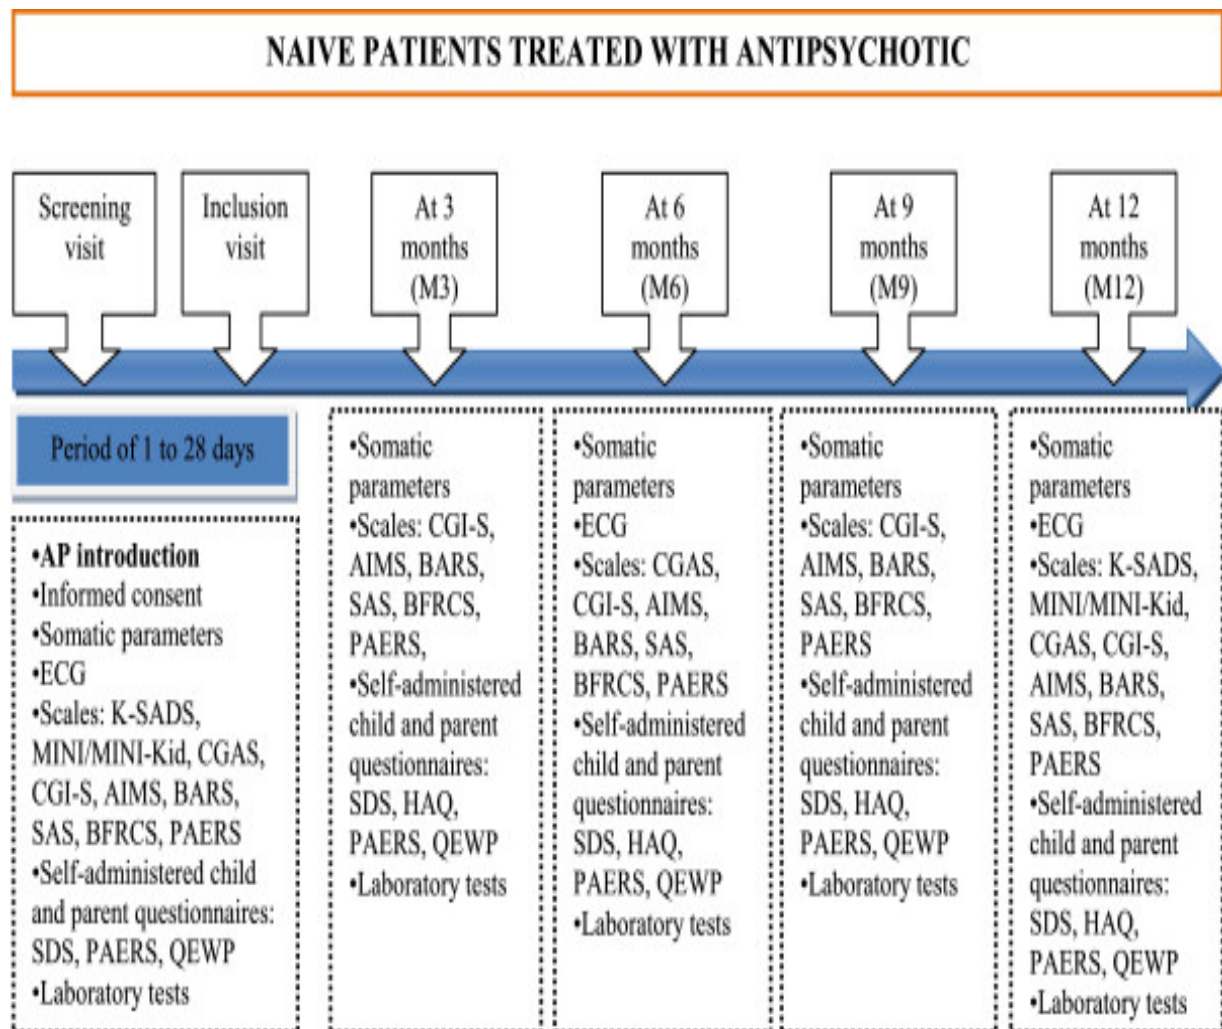 NAIVE PATIENTS TREATED WITH ANTIPSYCHOTIC
Screening
visit
Inclusion
visit
At 3
months
(M3)
At 6
months
(M6)
At 9
months
(M9)
At 12
months
(M12)
Period of 1 to 28 days
•AP introduction
•Informed consent
•Somatic parameters
•ECG
•Scales: K-SADS,
MINI/MINI-Kid, CGAS,
CGI-S, AIMS, BARS,
SAS, BFRCS, PAERS
•Self-administered child
and parent questionnaires:
SDS, PAERS, QEWP
•Laboratory tests
•Somatic
parameters
•Scales: CGI-S,
AIMS, BARS,
SAS, BFRCS,
PAERS,
•Self-administered
child and parent
questionnaires:
SDS, HAQ,
PAERS, QEWP
•Laboratory tests
•Somatic
parameters
•ECG
•Scales: CGAS,
CGI-S, AIMS,
BARS, SAS,
BFRCS, PAERS
•Self-administered
child and parent
questionnaires:
SDS, HAQ,
PAERS, QEWP
•Laboratory tests
•Somatic
parameters
•Scales: CGI-S,
AIMS, BARS,
SAS, BFRCS,
PAERS
•Self-administered
child and parent
questionnaires:
SDS, HAQ,
PAERS, QEWP
•Laboratory tests
•Somatic
parameters
•ECG
•Scales: K-SADS,
MINI/MINI-Kid,
CGAS, CGI-S,
AIMS, BARS,
SAS, BFRCS,
PAERS
•Self-administered
child and parent
questionnaires:
SDS, HAQ,
PAERS, QEWP
•Laboratory tests